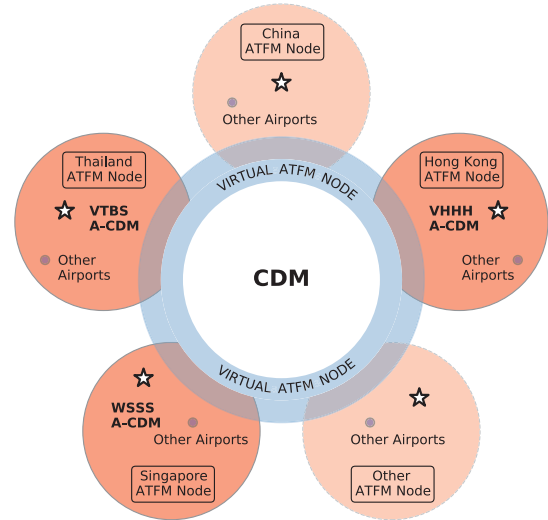 China
ATFM Node
Other Airports
Thailand
ATFM Node
VTBS
A-CDM
Other
Airports
Hong Kong
ATFM Node
VHHH
A-CDM
Other
Airports
VIRTUAL ATFM NODE
CDM
VIRTUAL ATFM NODE
WSSS
A-CDM
Other Airports
Singapore
ATFM Node
Other Airports
Other
ATFM Node